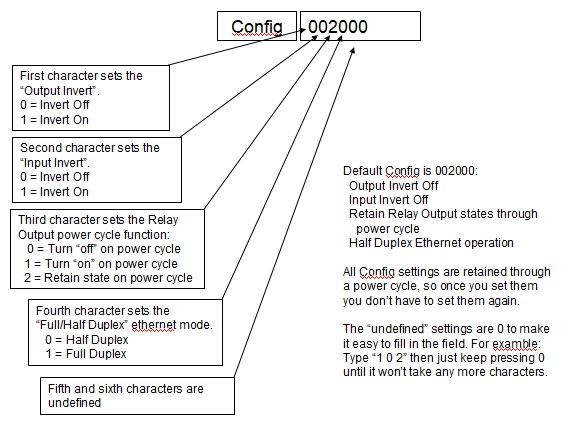 Config 002000
First character sets the
“Output Invert”.
0 = Invert Off
1 = Invert On
Second character sets the
“Input Invert”.
0 = Invert Off
1 = Invert On
Third character sets the Relay
Output power cycle function:
0 = Turn “off” on power cycle
1 = Turn “on” on power cycle
2 = Retain state on power cycle
Fourth character sets the
“Full/Half Duplex” ethernet mode.
0 = Half Duplex
1 = Full Duplex
Fifth and sixth characters are
undefined
Default Config is 002000:
Output Invert Off
Input Invert Off
Retain Relay Output states through
power cycle
Half Duplex Ethernet operation
All Config settings are retained through
a power cycle, so once you set them
you don’t have to set them again.
The “undefined” settings are 0 to make
it easy to fill in the field. For example:
Type “1 0 2” then just keep pressing 0
until it won’t take any more characters.